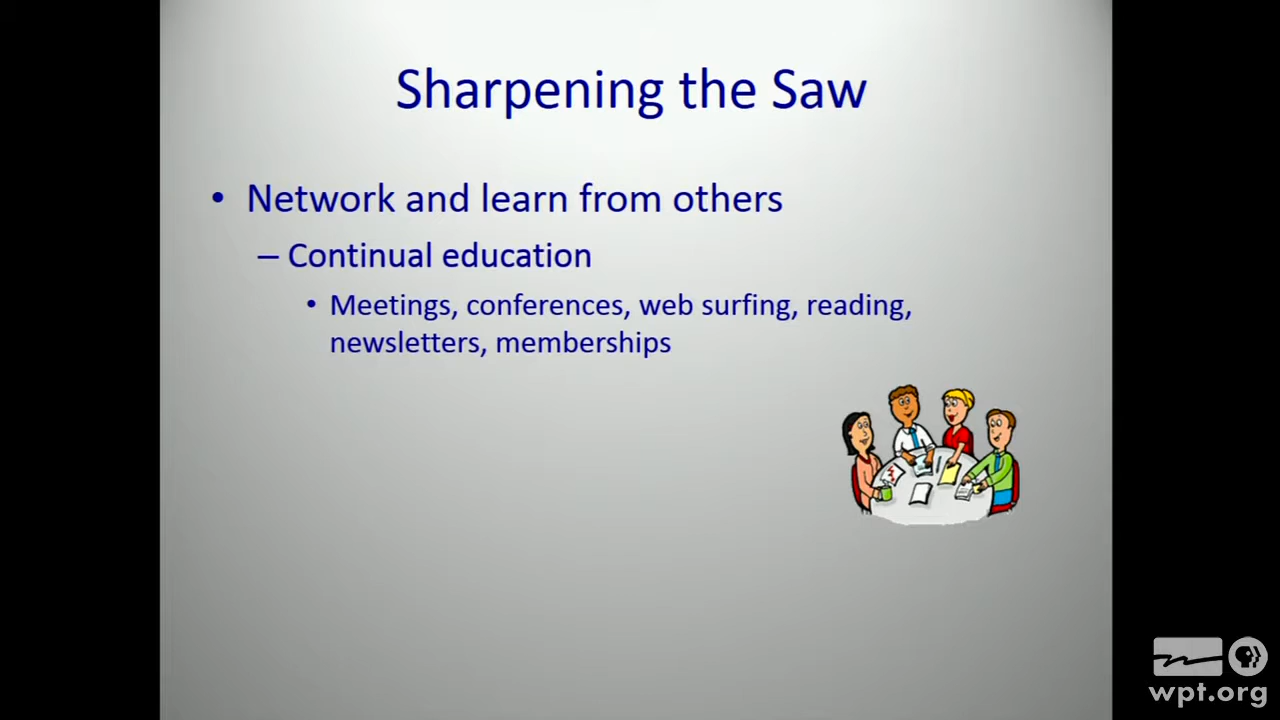 Sharpening the Saw
• Network and learn from others
– Continual education
• Meetings, conferences, web surfing, reading,
newsletters, memberships
wpt.org